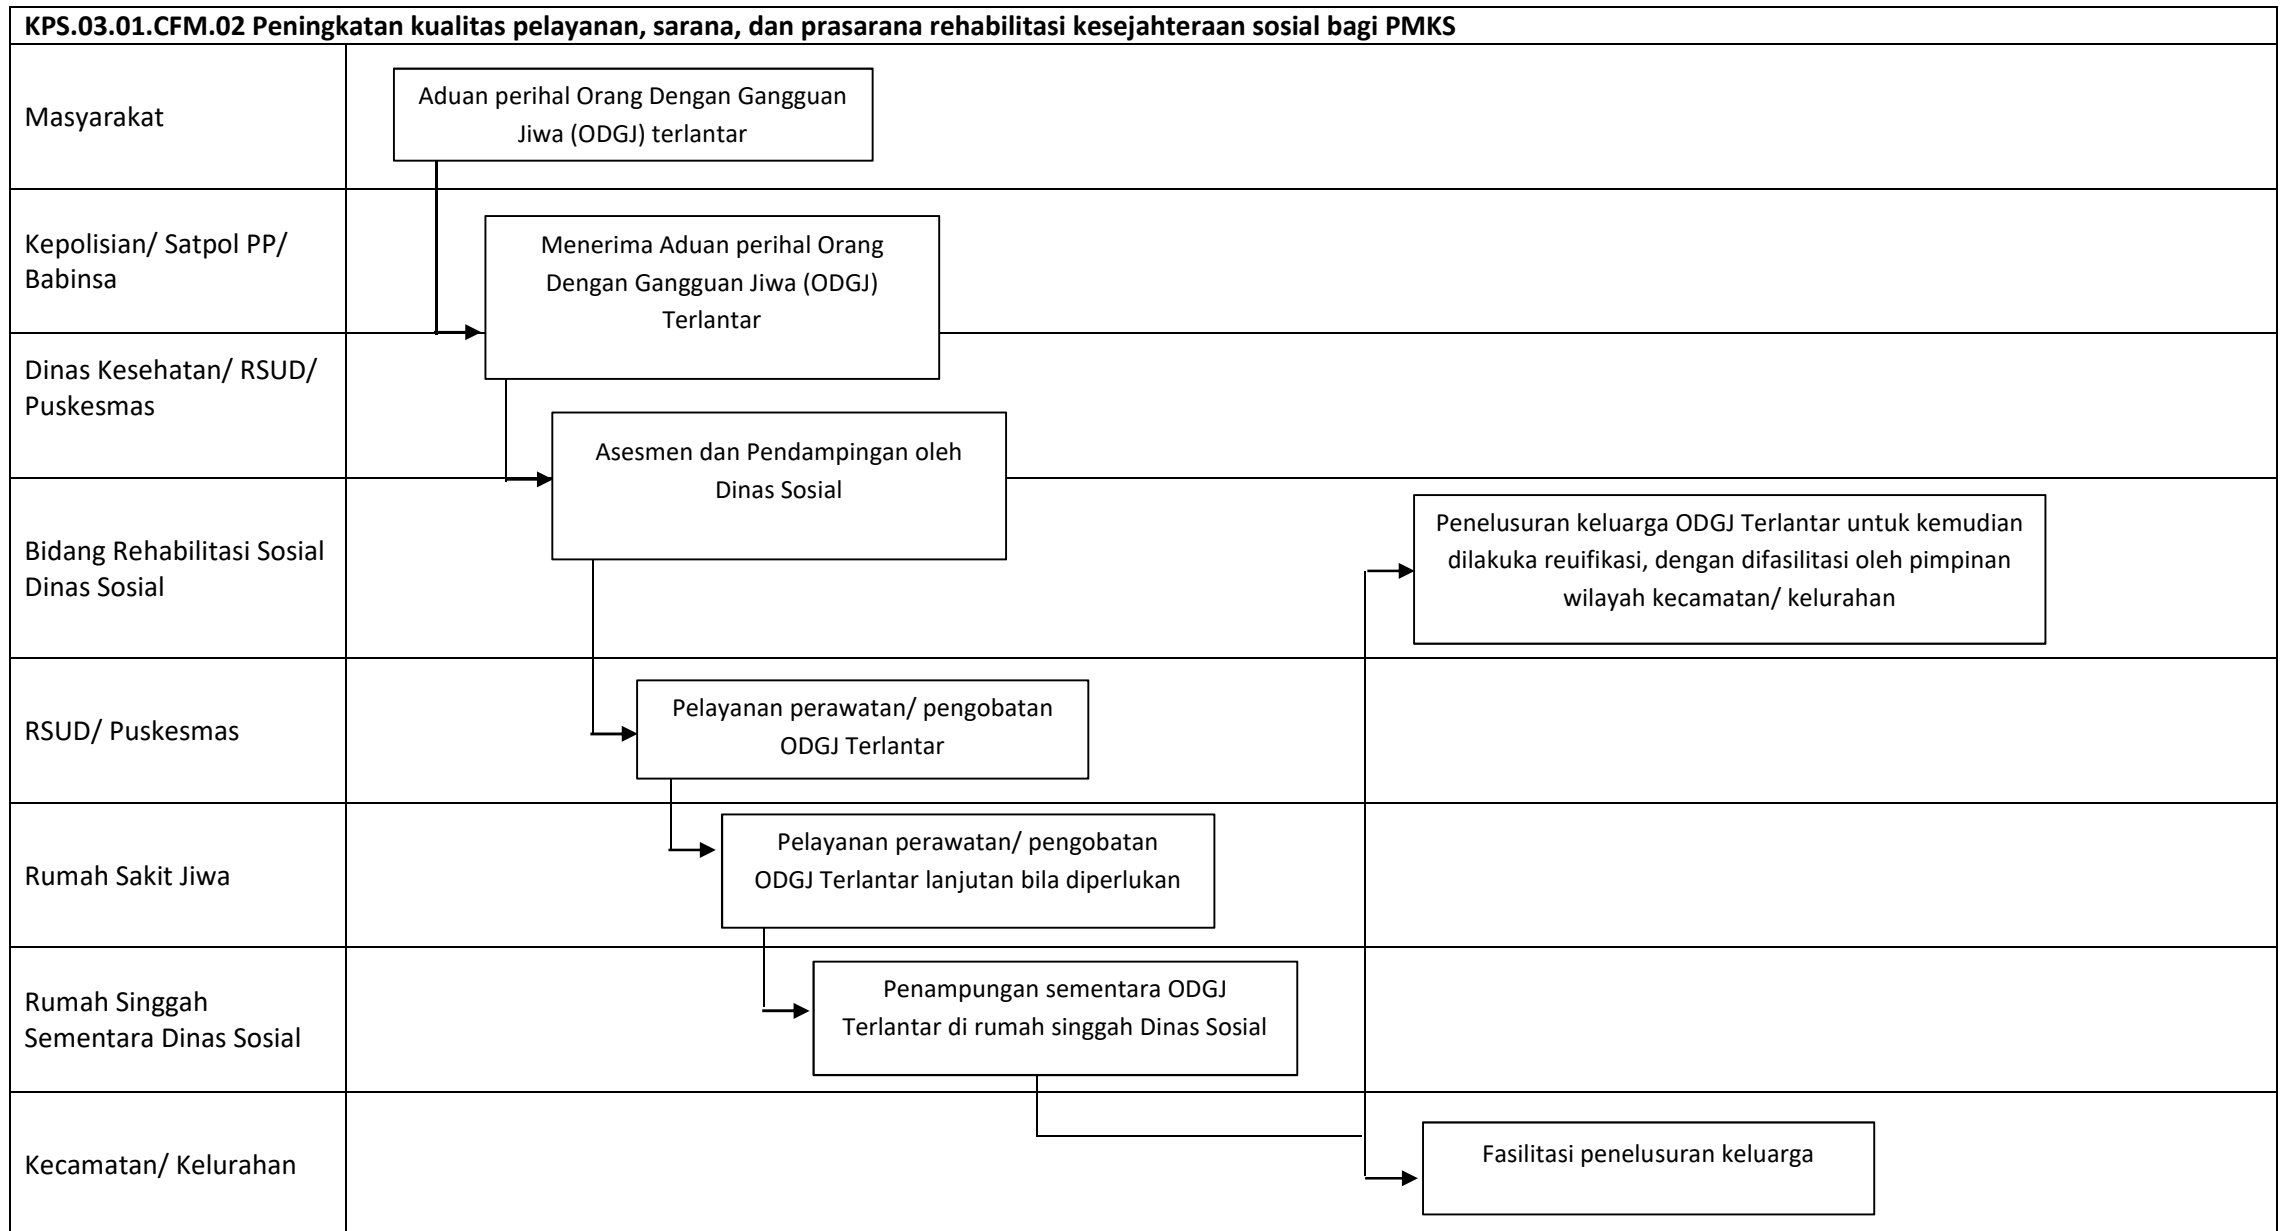 KPS.03.01.CFM.02 Peningkatan kualitas pelayanan, sarana, dan prasarana rehabilitasi kesejahteraan sosial bagi PMKS
Masyarakat
Aduan perihal Orang Dengan Gangguan
Jiwa (ODGJ) terlantar
Kepolisian/ Satpol PP/
Babinsa
Menerima Aduan perihal Orang
Dengan Gangguan Jiwa (ODGJ)
Terlantar
Dinas Kesehatan/ RSUD/
Puskesmas
Asesmen dan Pendampingan oleh
Dinas Sosial
Bidang Rehabilitasi Sosial
Dinas Sosial
Penelusuran keluarga ODGJ Terlantar untuk kemudian
dilakuka reuifikasi, dengan difasilitasi oleh pimpinan
wilayah kecamatan/ kelurahan
RSUD/ Puskesmas
Pelayanan perawatan/ pengobatan
ODGJ Terlantar
Rumah Sakit Jiwa
Pelayanan perawatan/ pengobatan
ODGJ Terlantar lanjutan bila diperlukan
Rumah Singgah
Sementara Dinas Sosial
Penampungan sementara ODGJ
Terlantar di rumah singgah Dinas Sosial
Kecamatan/ Kelurahan
Fasilitasi penelusuran keluarga